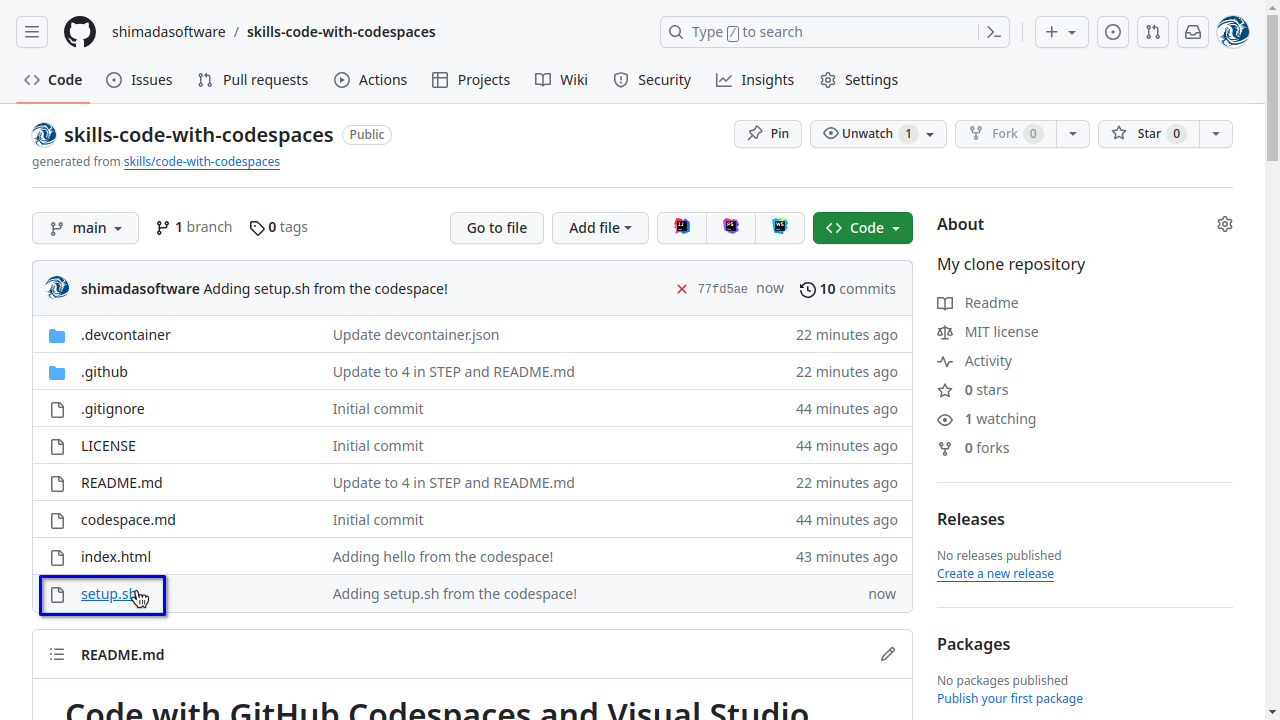 shimadasoftware / skills-code-with-codespaces Type / to search
Code Issues Pull requests Actions Projects Wiki Security Insights Settings
skills-code-with-codespaces Public Pin Unwatch 1 Fork 0 Star 0
generated from skills/code-with-codespaces
main 1 branch 0 tags Go to file Add file Code
shimadasoftware Adding setup.sh from the codespace! 77fd5ae now 10 commits
.devcontainer Update devcontainer.json 22 minutes ago
.github Update to 4 in STEP and README.md 22 minutes ago
.gitignore Initial commit 44 minutes ago
LICENSE Initial commit 44 minutes ago
README.md Update to 4 in STEP and README.md 22 minutes ago
codespace.md Initial commit 44 minutes ago
index.html Adding hello from the codespace! 43 minutes ago
setup.sh Adding setup.sh from the codespace! now
README.md
Code with GitHub Codespaces and Visual Studio
About
My clone repository
Readme
MIT license
Activity
0 stars
1 watching
0 forks
Releases
No releases published
Create a new release
Packages
No packages published
Publish your first package